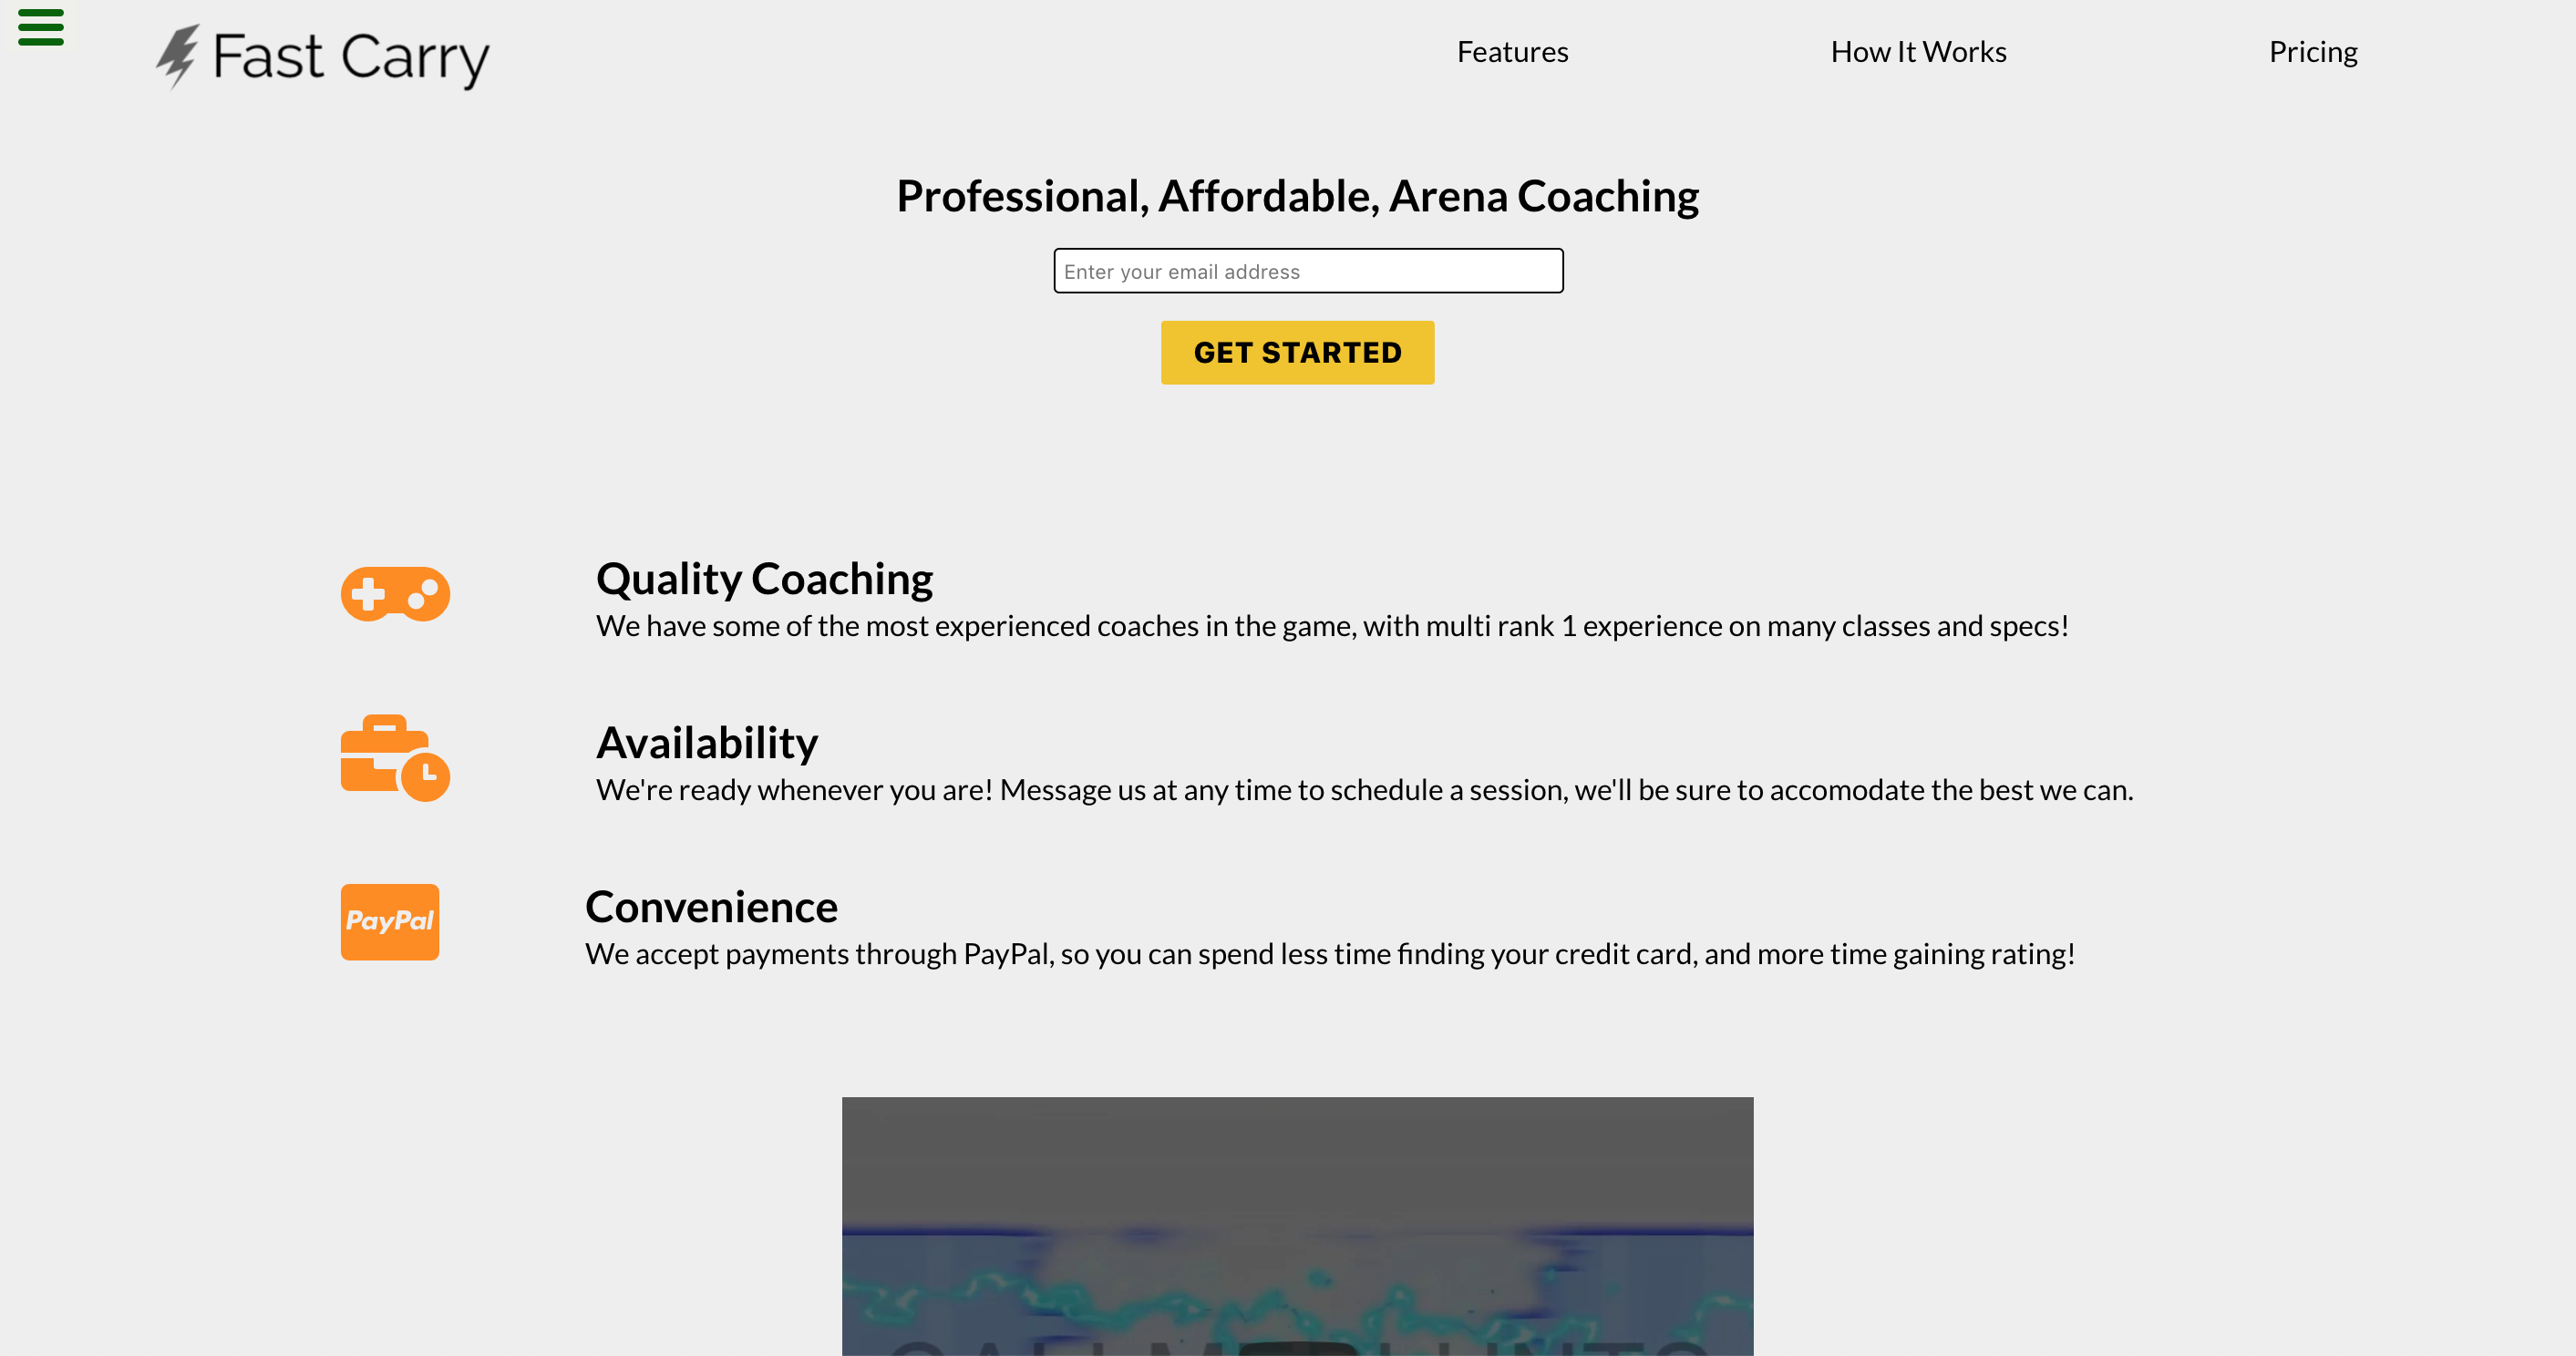 Fast Carry
Features
How It Works
Pricing
Professional, Affordable, Arena Coaching
Enter your email address
GET STARTED
Quality Coaching
We have some of the most experienced coaches in the game, with multi rank 1 experience on many classes and specs!
Availability
We're ready whenever you are! Message us at any time to schedule a session, we'll be sure to accomodate the best we can.
PayPal
Convenience
We accept payments through PayPal, so you can spend less time finding your credit card, and more time gaining rating!